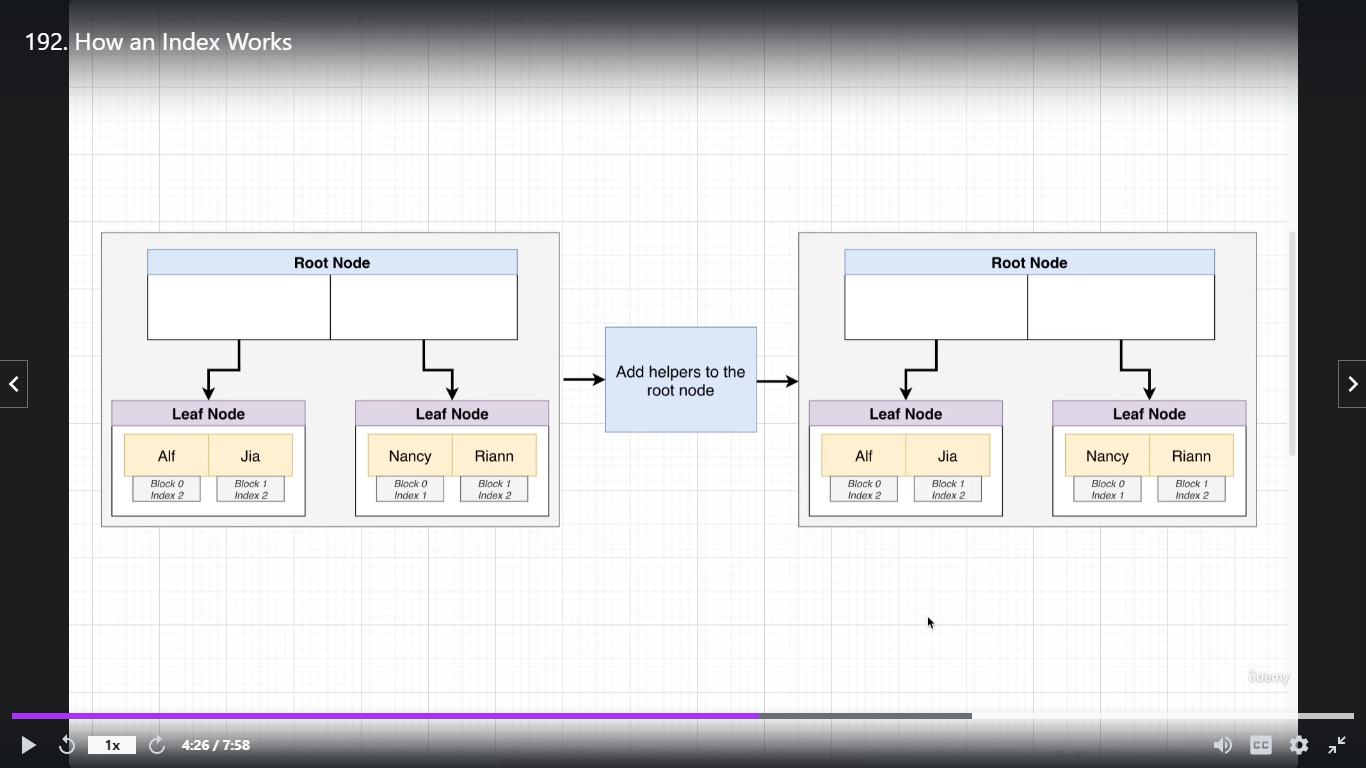 192. How an Index Works
Root Node
Leaf Node
Alf
Jia
Block 0
Index 2
Block 1
Index 2
Leaf Node
Nancy
Riann
Block 0
Index 1
Block 1
Index 2
Add helpers to the
root node
Root Node
Leaf Node
Alf
Jia
Block 0
Index 2
Block 1
Index 2
Leaf Node
Nancy
Riann
Block 0
Index 1
Block 1
Index 2
ûdemy
1x
4:26 / 7:58
CC